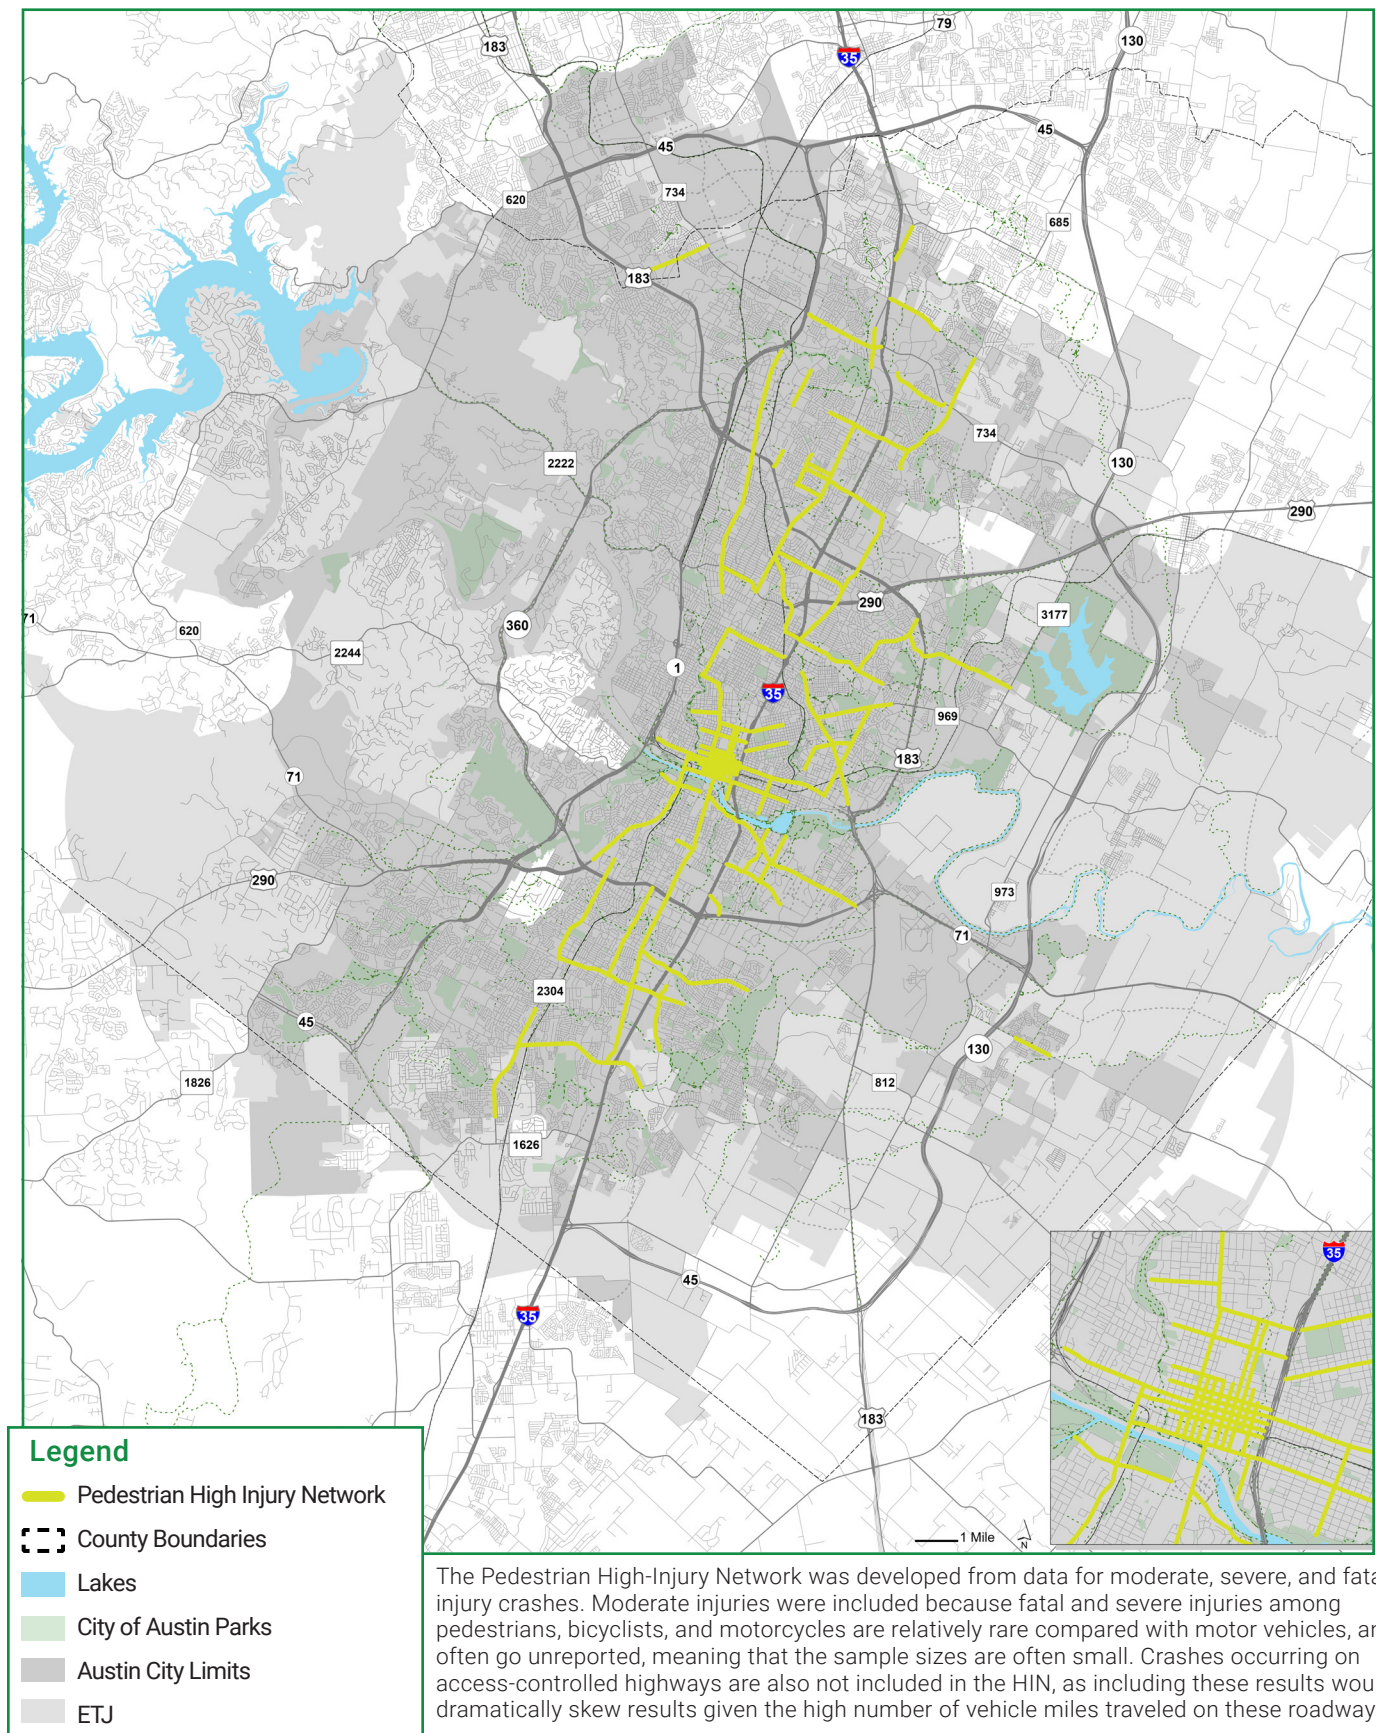 183
79
35
130
45
45
734
620
685
183
734
2222
130
290
71
620
2244
360
290
3177
1
35
969
183
71
290
973
71
2304
45
130
1826
812
1626
45
35
183
35
1 Mile
N
Legend
Pedestrian High Injury Network
County Boundaries
Lakes
City of Austin Parks
Austin City Limits
ETJ
The Pedestrian High-Injury Network was developed from data for moderate, severe, and fata
injury crashes. Moderate injuries were included because fatal and severe injuries among
pedestrians, bicyclists, and motorcycles are relatively rare compared with motor vehicles, an
often go unreported, meaning that the sample sizes are often small. Crashes occurring on
access-controlled highways are also not included in the HIN, as including these results wou
dramatically skew results given the high number of vehicle miles traveled on these roadway